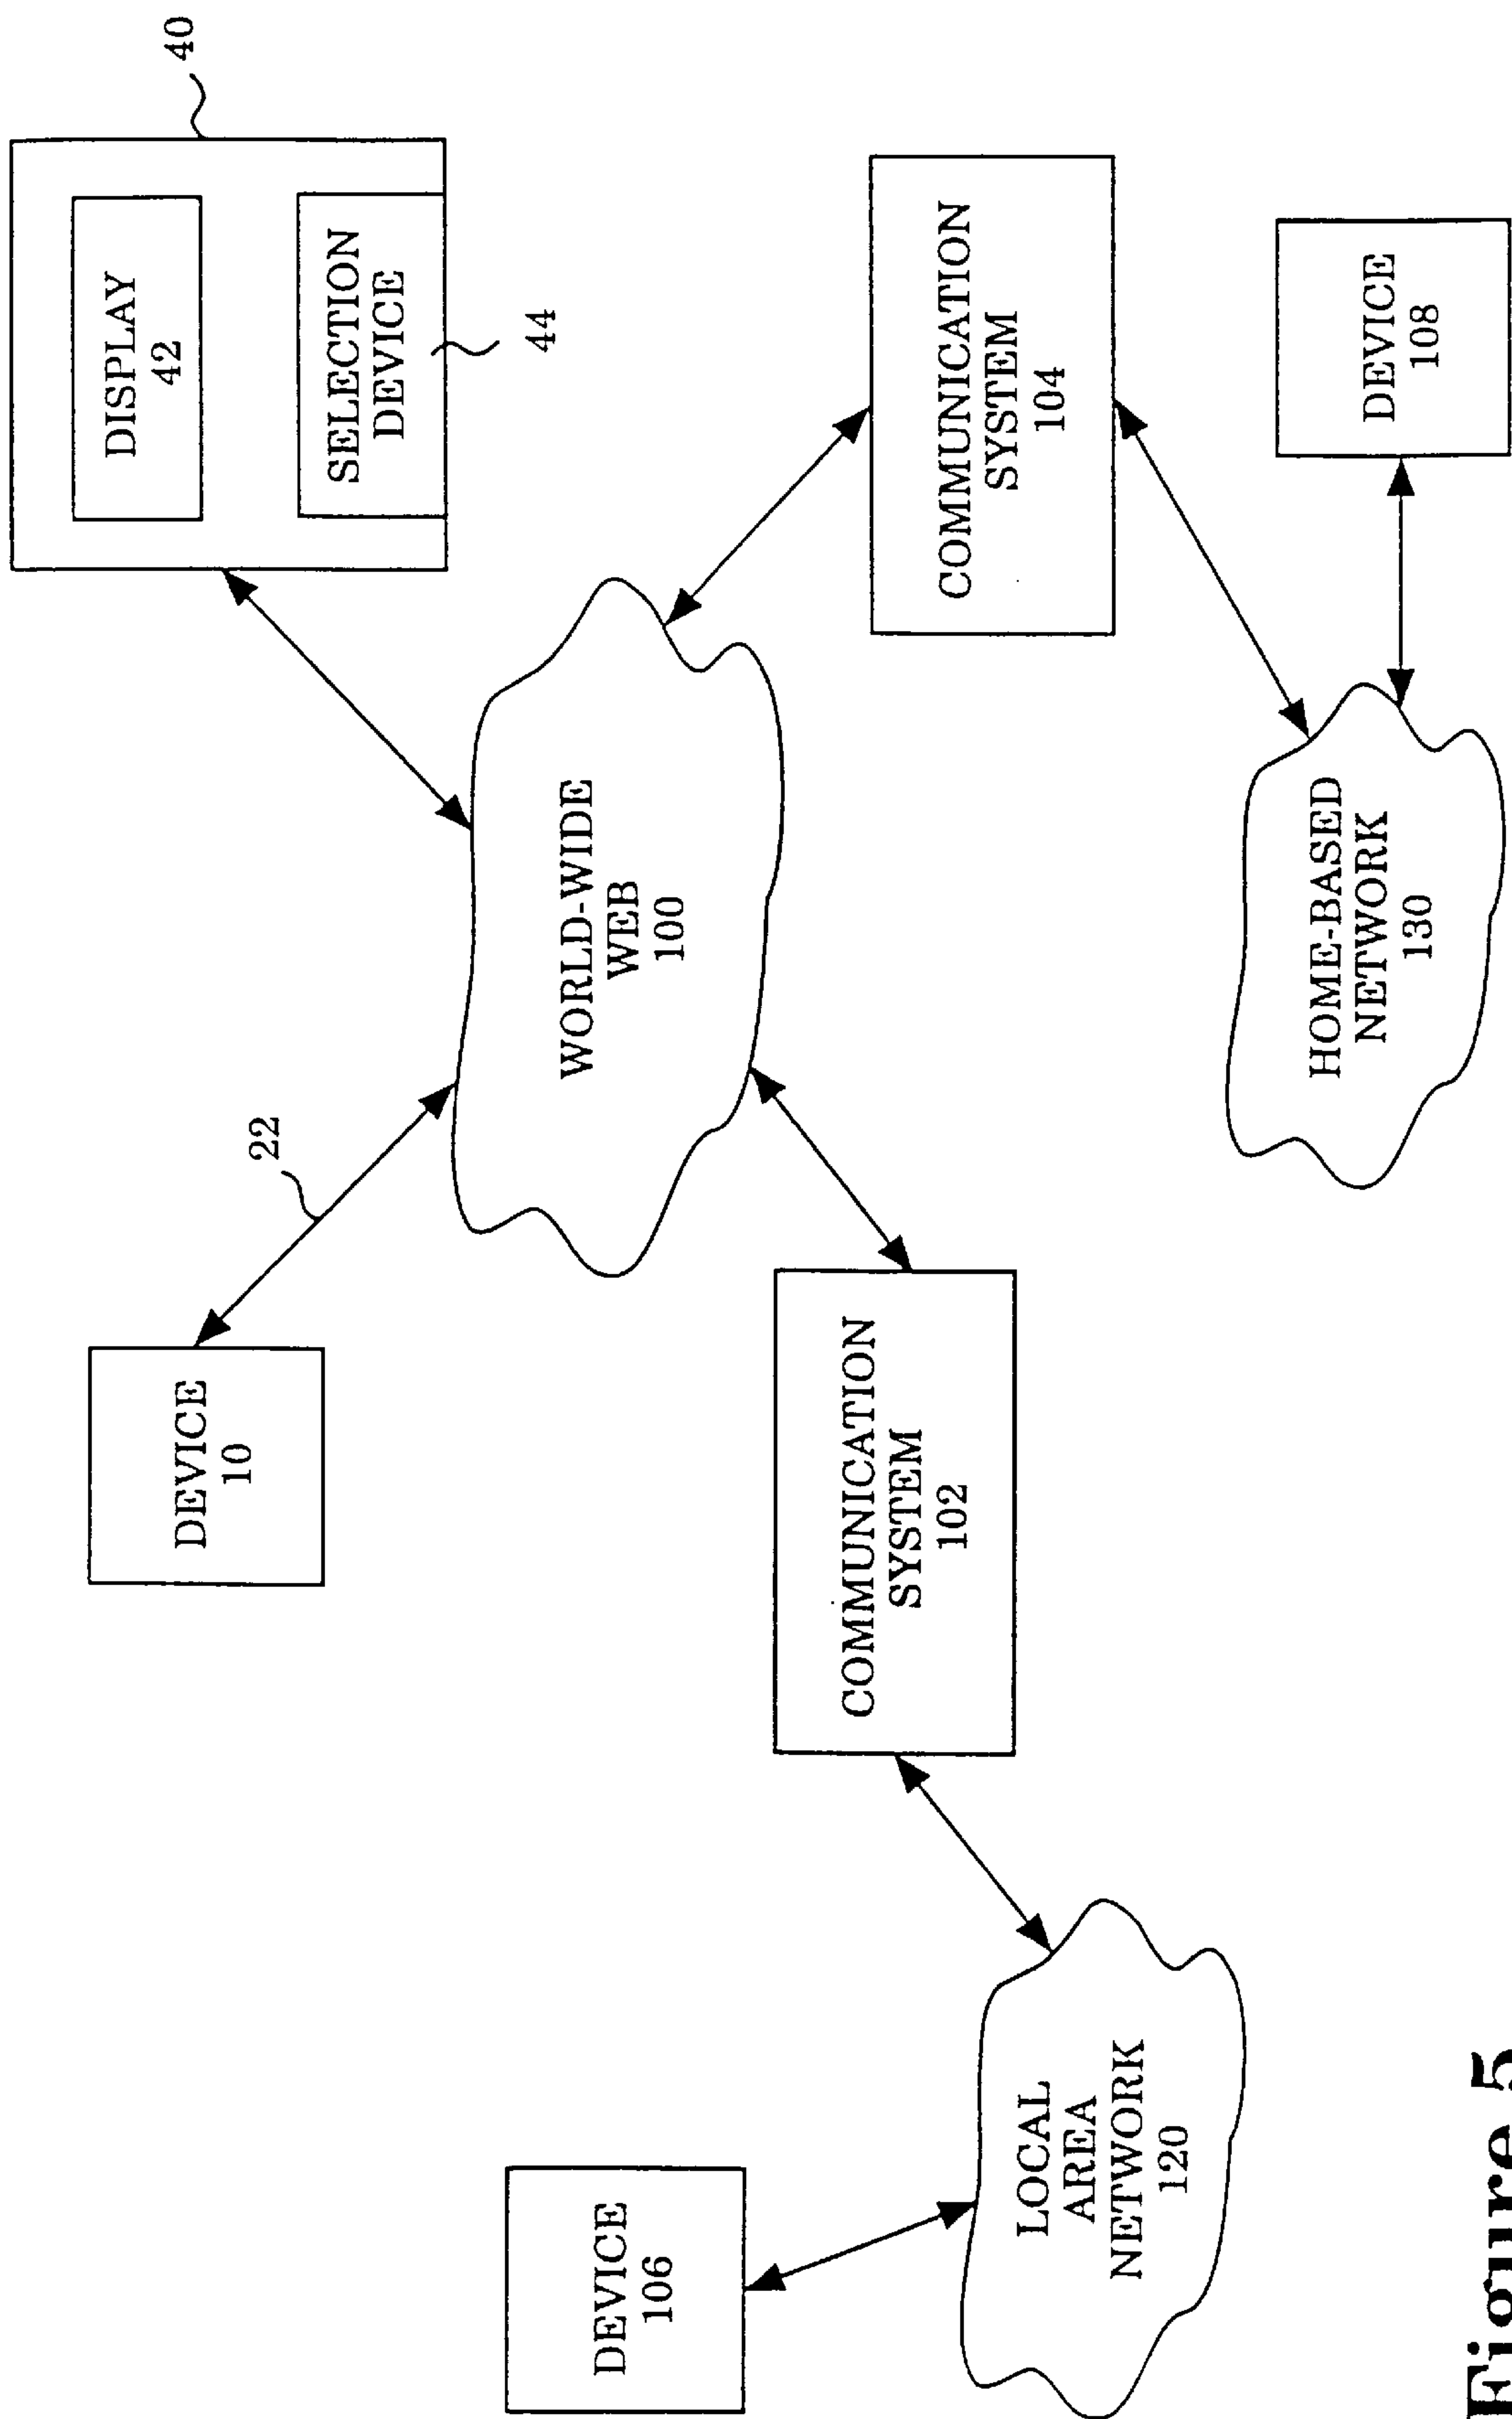 DEVICE
10
22
40
DISPLAY
42
SELECTION
DEVICE
44
WORLD-WIDE
WEB
100
DEVICE
106
COMMUNICATION
SYSTEM
102
COMMUNICATION
SYSTEM
104
LOCAL
AREA
NETWORK
120
HOME-BASED
NETWORK
130
DEVICE
108
Figure 5